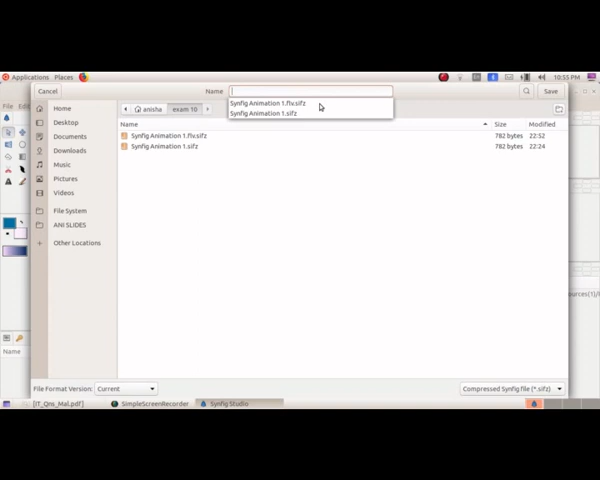 Applications Places 10:55 PM
Cancel Name Save
File
Synfig Animation 1.flv.sifz
Synfig Animation 1.sifz
anisha exam 10
Home
Desktop
Documents
Downloads
Music
Pictures
Videos
File System
ANI SLIDES
Other Locations
Name Size Modified
Synfig Animation 1.flv.sifz 782 bytes 22:52
Synfig Animation 1.sifz 782 bytes 22:24
Name
File Format Version: Current Compressed Synfig file (*.sifz)
[IT_Qns_Mal.pdf] SimpleScreenRecorder Synfig Studio